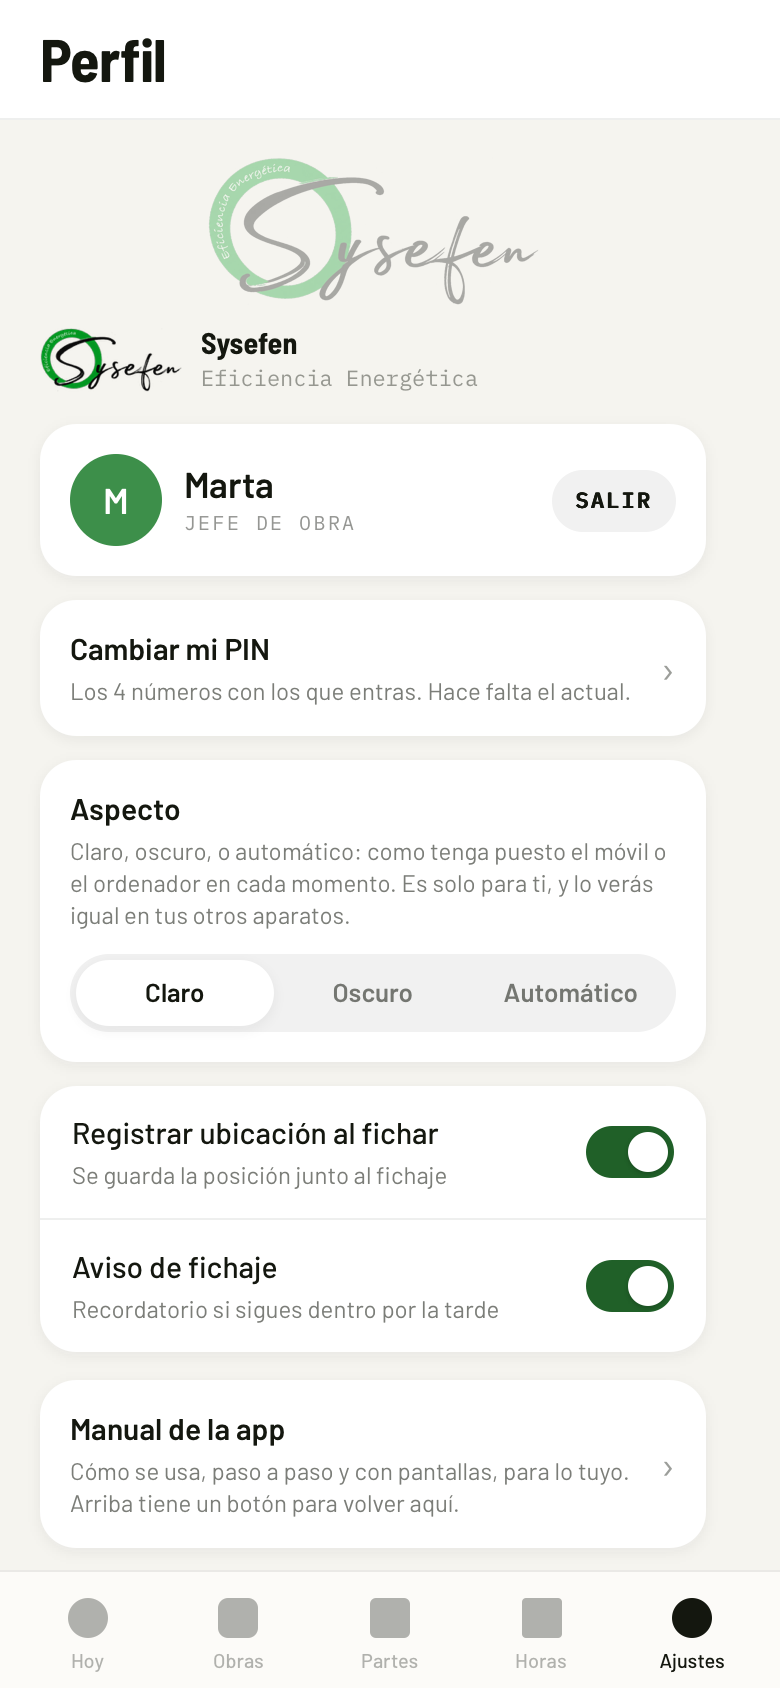 Perfil
Eficiencia Energética
Sysefen
Eficiencia Energética
Sysefen
Sysefen
Eficiencia Energética
M
Marta
JEFE DE OBRA
SALIR
Cambiar mi PIN
Los 4 números con los que entras. Hace falta el actual.
›
Aspecto
Claro, oscuro, o automático: como tenga puesto el móvil o
el ordenador en cada momento. Es solo para ti, y lo verás
igual en tus otros aparatos.
Claro
Oscuro
Automático
Registrar ubicación al fichar
Se guarda la posición junto al fichaje
Aviso de fichaje
Recordatorio si sigues dentro por la tarde
Manual de la app
Cómo se usa, paso a paso y con pantallas, para lo tuyo.
Arriba tiene un botón para volver aquí.
›
Hoy
Obras
Partes
Horas
Ajustes